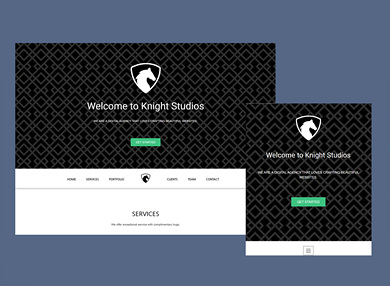 Welcome to Knight Studios
WE ARE A DIGITAL AGENCY THAT LOVES CRAFTING BEAUTIFUL WEBSITES.
GET STARTED
HOME SERVICES PORTFOLIO CLIENTS TEAM CONTACT
SERVICES
We offer exceptional service with complimentary hugs.
Welcome to Knight Studios
WE ARE A DIGITAL AGENCY THAT LOVES CRAFTING BEAUTIFUL
WEBSITES.
GET STARTED